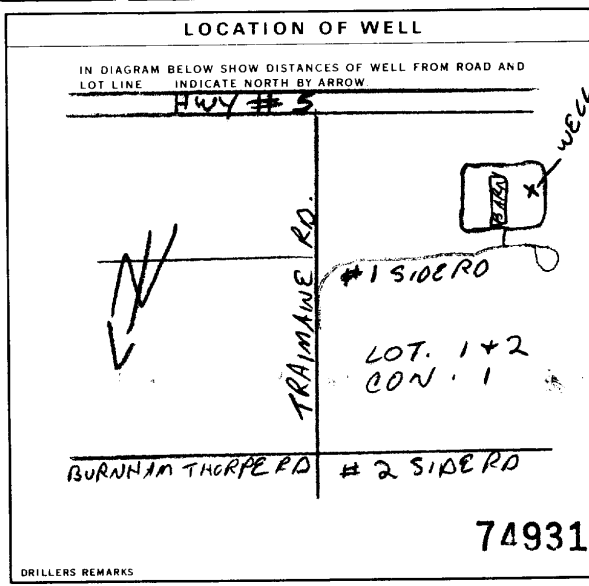 LOCATION OF WELL
IN DIAGRAM BELOW SHOW DISTANCES OF WELL FROM ROAD AND
LOT LINE INDICATE NORTH BY ARROW.
HWY # 5
WELL
BARN
X
N
TRAIMAINE RD.
#1 SIDE RD
LOT. 1 + 2
CON. 1
BURNHAM THORPE RD # 2 SIDE RD
74931
DRILLERS REMARKS